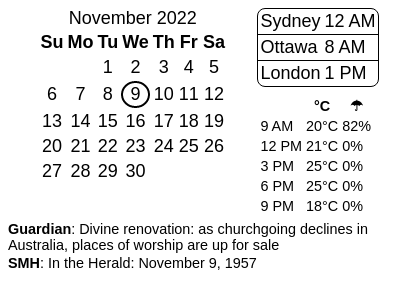 November 2022
Su Mo Tu We Th Fr Sa
1 2 3 4 5
6 7 8 9 10 11 12
13 14 15 16 17 18 19
20 21 22 23 24 25 26
27 28 29 30
Sydney 12 AM
Ottawa 8 AM
London 1 PM
°C ☂
9 AM 20°C 82%
12 PM 21°C 0%
3 PM 25°C 0%
6 PM 25°C 0%
9 PM 18°C 0%
Guardian: Divine renovation: as churchgoing declines in
Australia, places of worship are up for sale
SMH: In the Herald: November 9, 1957